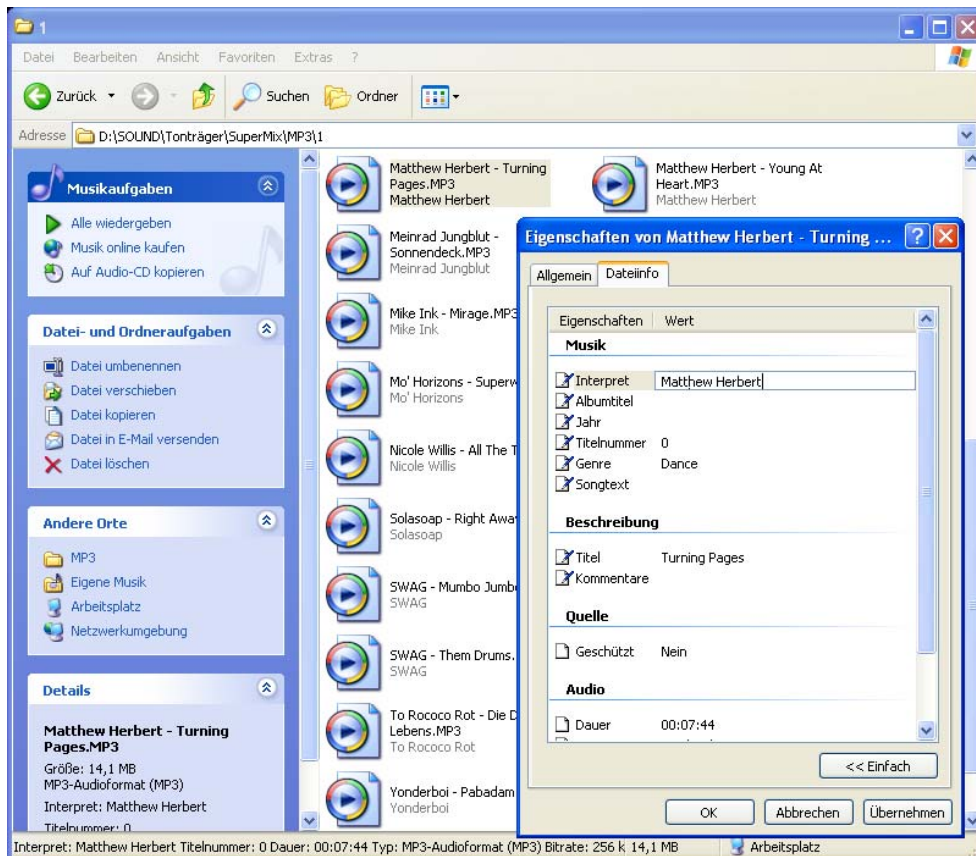 1
Datei Bearbeiten Ansicht Favoriten Extras ?
Zurück Suchen Ordner
Adresse D:\SOUND\Tonträger\SuperMix\MP3\1
Musikaufgaben
Alle wiedergeben
Musik online kaufen
Auf Audio-CD kopieren
Datei- und Ordneraufgaben
Datei umbenennen
Datei verschieben
Datei kopieren
Datei in E-Mail versenden
Datei löschen
Andere Orte
MP3
Eigene Musik
Arbeitsplatz
Netzwerkumgebung
Details
Matthew Herbert - Turning
Pages.MP3
Größe: 14,1 MB
MP3-Audioformat (MP3)
Interpret: Matthew Herbert
Titelnummer: 0
Matthew Herbert - Turning
Pages.MP3
Matthew Herbert
Matthew Herbert - Young At
Heart.MP3
Matthew Herbert
Meinrad Jungblut -
Sonnendeck.MP3
Meinrad Jungblut
Mike Ink - Mirage.MP3
Mike Ink
Mo' Horizons - Superw
Mo' Horizons
Nicole Willis - All The T
Nicole Willis
Solasoap - Right Away
Solasoap
SWAG - Mumbo Jumbo
SWAG
SWAG - Them Drums.
SWAG
To Rococo Rot - Die D
Lebens.MP3
To Rococo Rot
Yonderboi - Pabadam
Yonderboi
Eigenschaften von Matthew Herbert - Turning ...
Allgemein Dateiinfo
Eigenschaften Wert
Musik
Interpret Matthew Herbert
Albumtitel
Jahr
Titelnummer 0
Genre Dance
Songtext
Beschreibung
Titel Turning Pages
Kommentare
Quelle
Geschützt Nein
Audio
Dauer 00:07:44
<< Einfach
OK Abbrechen Übernehmen
Interpret: Matthew Herbert Titelnummer: 0 Dauer: 00:07:44 Typ: MP3-Audioformat (MP3) Bitrate: 256 k 14,1 MB Arbeitsplatz